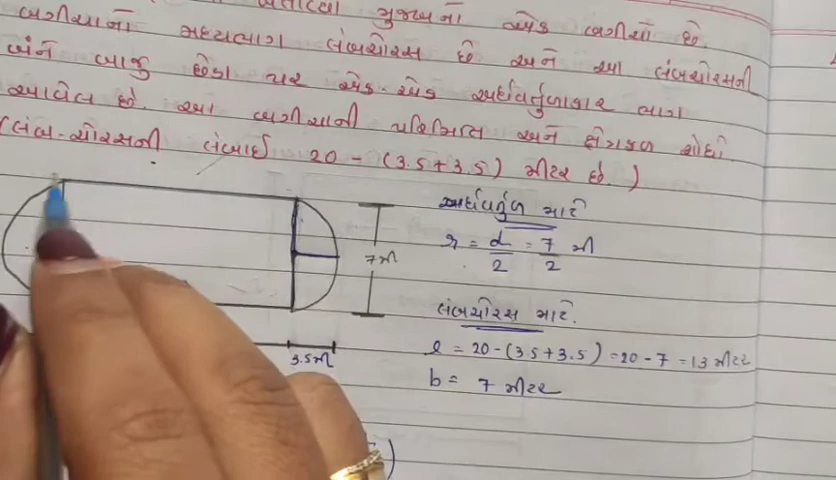 મુજબનો એક બગીચો છે.
બગીચાનો મધ્યભાગ લંબચોરસ છે અને આ લંબચોરસની
બંને બાજુ છેડા પર એક-એક અર્ધવર્તુળાકાર ભાગ
આવેલ છે. આ બગીચાની પરિમિતિ અને ક્ષેત્રફળ શોધો
(લંબ-ચોરસની લંબાઈ 20 - (3.5+3.5) મીટર છે.)
અર્ધવર્તુળ માટે
r = d/2 = 7/2 મી
7મી
લંબચોરસ માટે.
l = 20-(3.5+3.5) = 20-7 = 13 મીટર
3.5મી
b = 7 મીટર